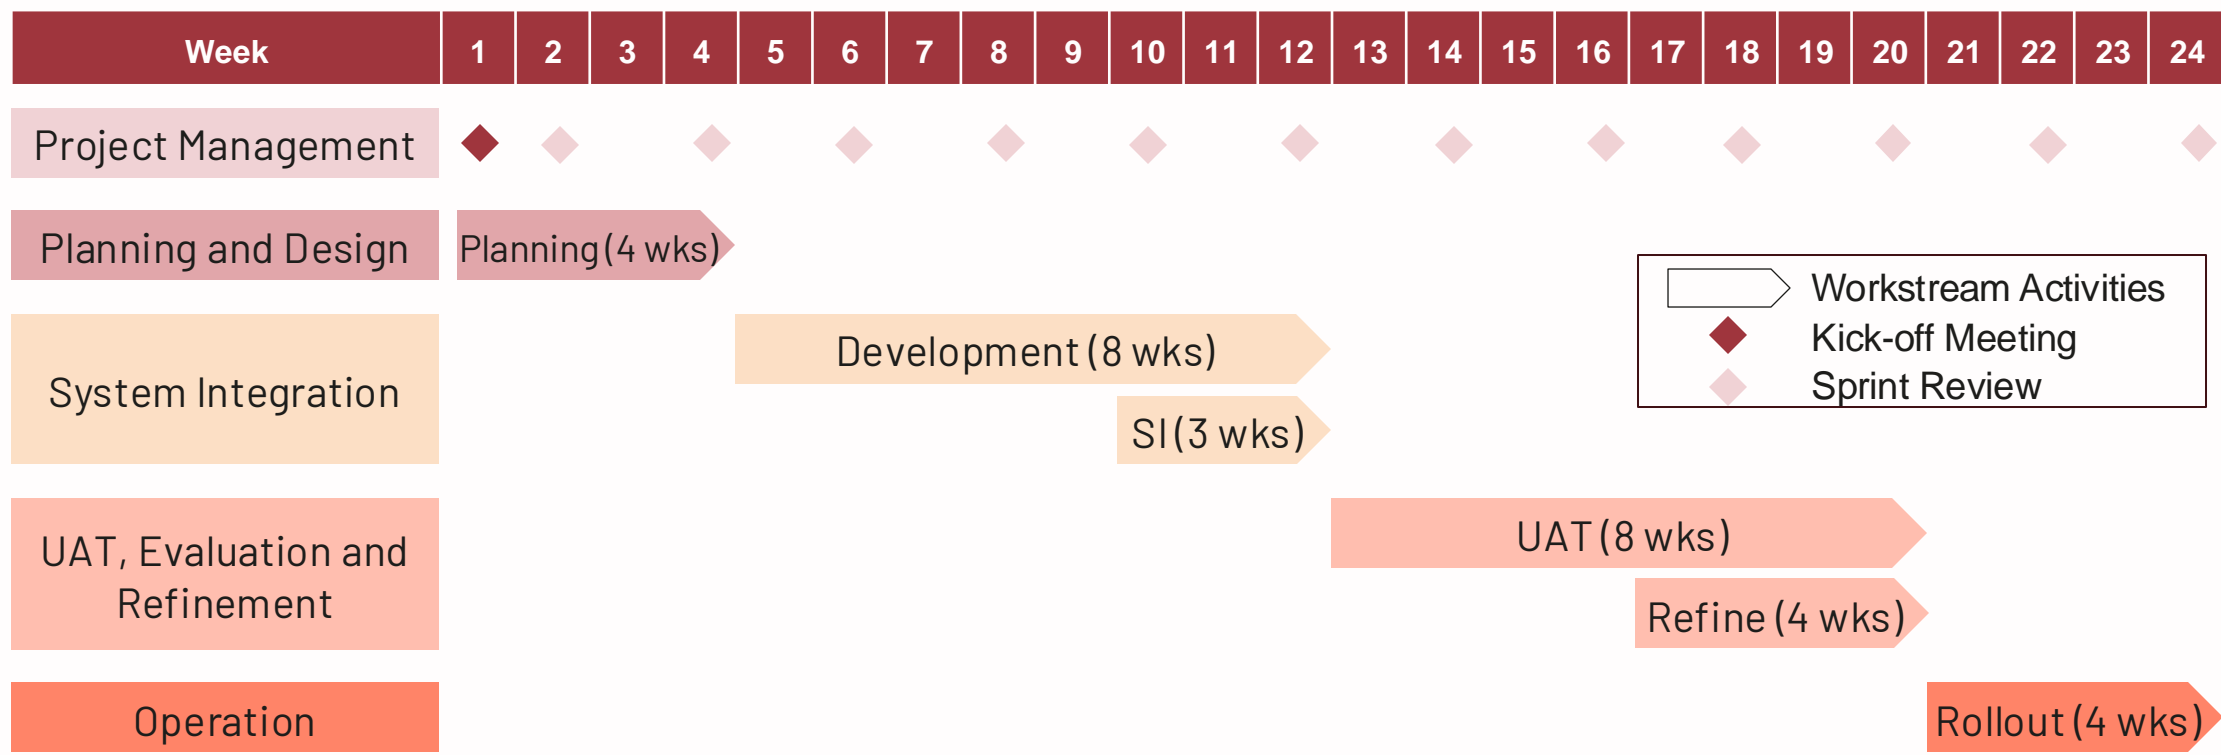 Week 1 2 3 4 5 6 7 8 9 10 11 12 13 14 15 16 17 18 19 20 21 22 23 24
Project Management
Planning and Design
Planning (4 wks)
Workstream Activities
Kick-off Meeting
Sprint Review
System Integration
Development (8 wks)
SI (3 wks)
UAT, Evaluation and
Refinement
UAT (8 wks)
Refine (4 wks)
Operation
Rollout (4 wks)